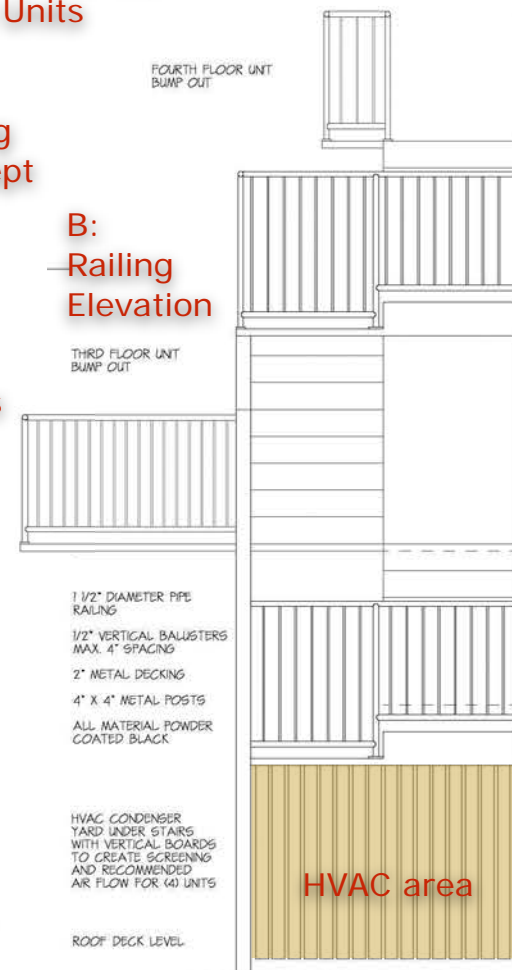 Units
FOURTH FLOOR UNIT
BUMP OUT
B:
Railing
Elevation
THIRD FLOOR UNIT
BUMP OUT
1 1/2" DIAMETER PIPE
RAILING
1/2" VERTICAL BALUSTERS
MAX. 4" SPACING
2" METAL DECKING
4" X 4" METAL POSTS
ALL MATERIAL POWDER
COATED BLACK
HVAC CONDENSER
YARD UNDER STAIRS
WITH VERTICAL BOARDS
TO CREATE SCREENING
AND RECOMMENDED
AIR FLOW FOR (4) UNITS
HVAC area
ROOF DECK LEVEL